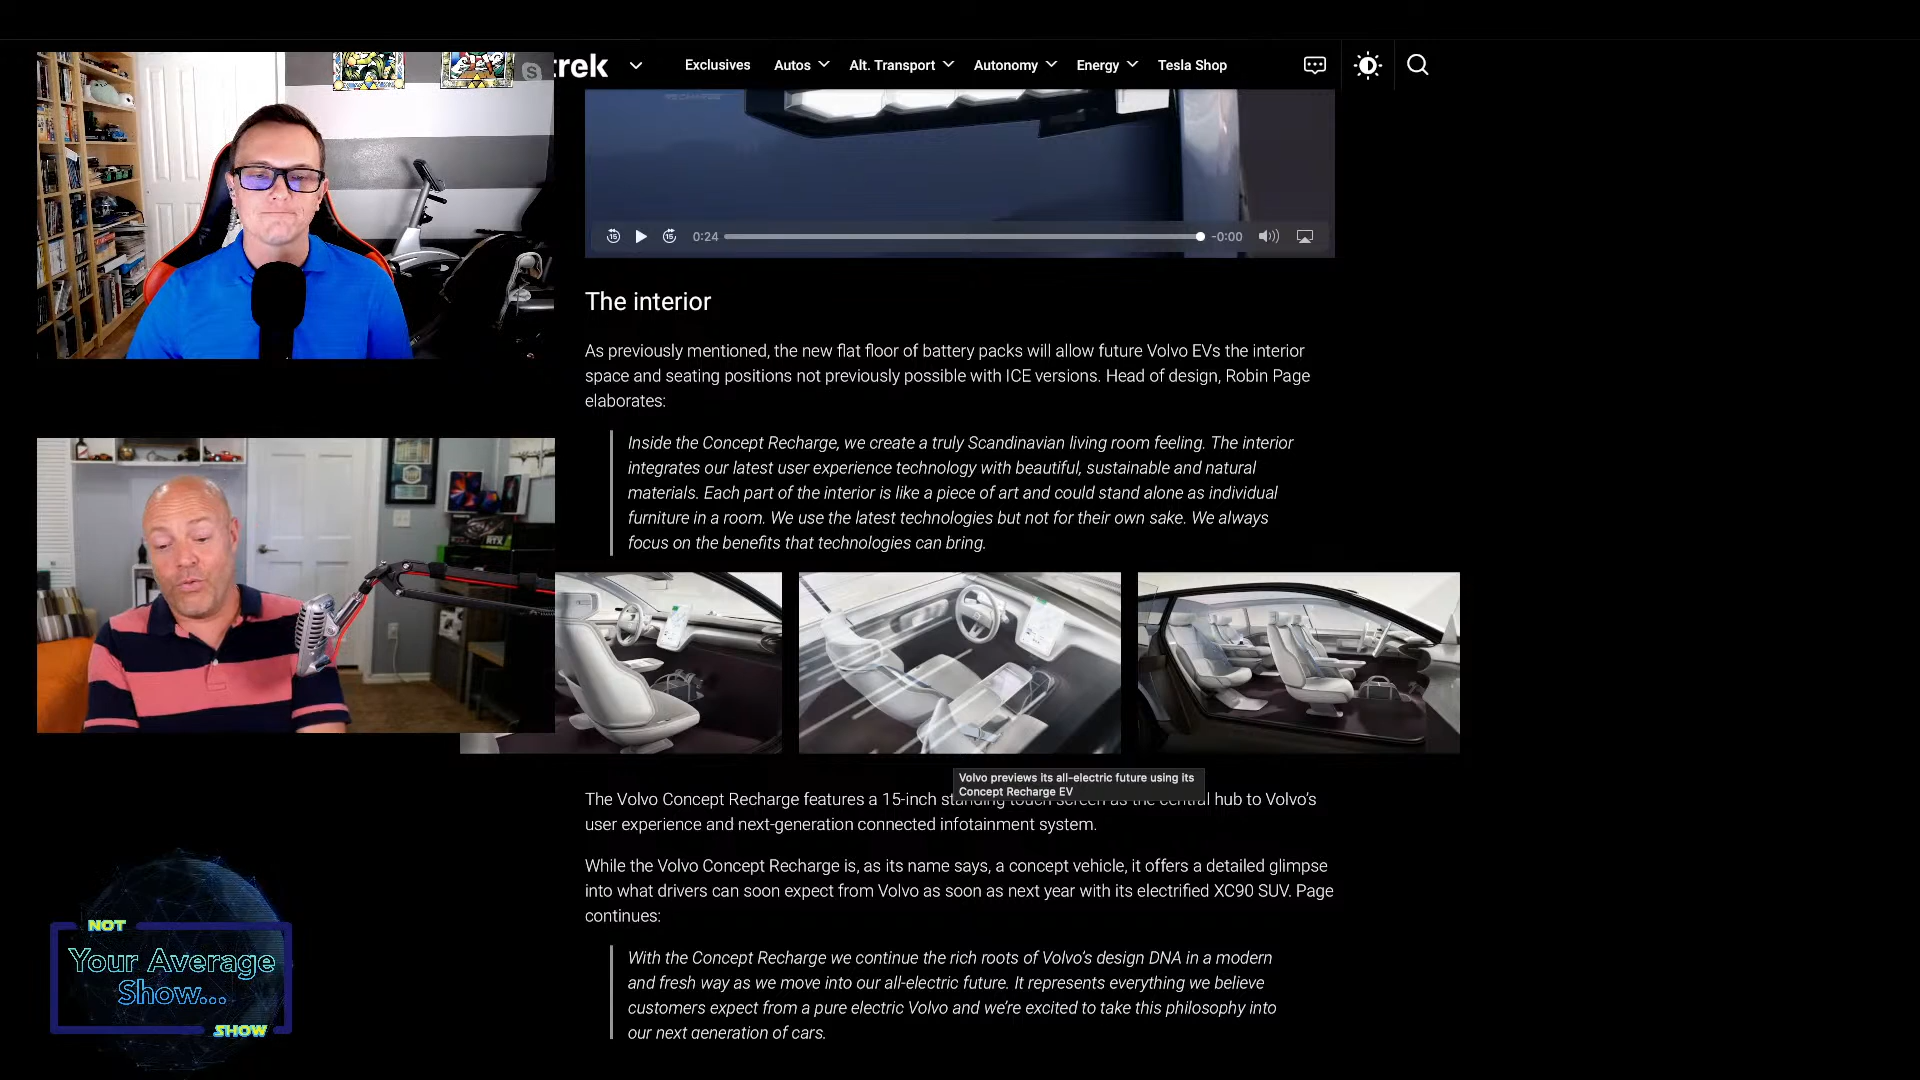 trek
Exclusives
Autos
Alt. Transport
Autonomy
Energy
Tesla Shop
15
15
0:24
-0:00
The interior
As previously mentioned, the new flat floor of battery packs will allow future Volvo EVs the interior
space and seating positions not previously possible with ICE versions. Head of design, Robin Page
elaborates:
Inside the Concept Recharge, we create a truly Scandinavian living room feeling. The interior
integrates our latest user experience technology with beautiful, sustainable and natural
materials. Each part of the interior is like a piece of art and could stand alone as individual
furniture in a room. We use the latest technologies but not for their own sake. We always
focus on the benefits that technologies can bring.
RTX
Volvo previews its all-electric future using its
Concept Recharge EV
The Volvo Concept Recharge features a 15-inch standing touch screen as the central hub to Volvo's
user experience and next-generation connected infotainment system.
While the Volvo Concept Recharge is, as its name says, a concept vehicle, it offers a detailed glimpse
into what drivers can soon expect from Volvo as soon as next year with its electrified XC90 SUV. Page
continues:
With the Concept Recharge we continue the rich roots of Volvo's design DNA in a modern
and fresh way as we move into our all-electric future. It represents everything we believe
customers expect from a pure electric Volvo and we're excited to take this philosophy into
our next generation of cars.
NOT
Your Average
Show...
SHOW